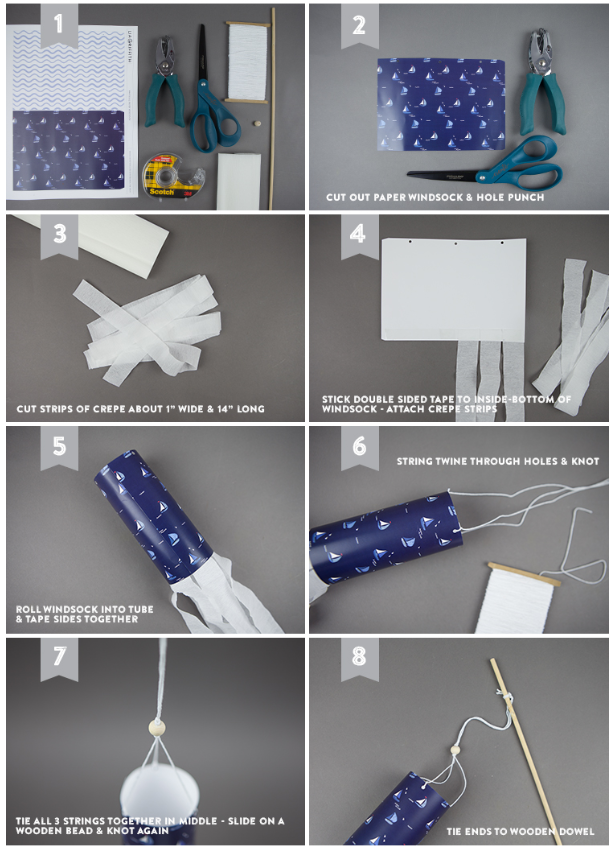 1
LIAGRIFFITH
Scotch
3M
2
CUT OUT PAPER WINDSOCK & HOLE PUNCH
3
CUT STRIPS OF CREPE ABOUT 1" WIDE & 14" LONG
4
STICK DOUBLE SIDED TAPE TO INSIDE-BOTTOM OF
WINDSOCK - ATTACH CREPE STRIPS
5
ROLL WINDSOCK INTO TUBE
& TAPE SIDES TOGETHER
6
STRING TWINE THROUGH HOLES & KNOT
7
TIE ALL 3 STRINGS TOGETHER IN MIDDLE - SLIDE ON A
WOODEN BEAD & KNOT AGAIN
8
TIE ENDS TO WOODEN DOWEL